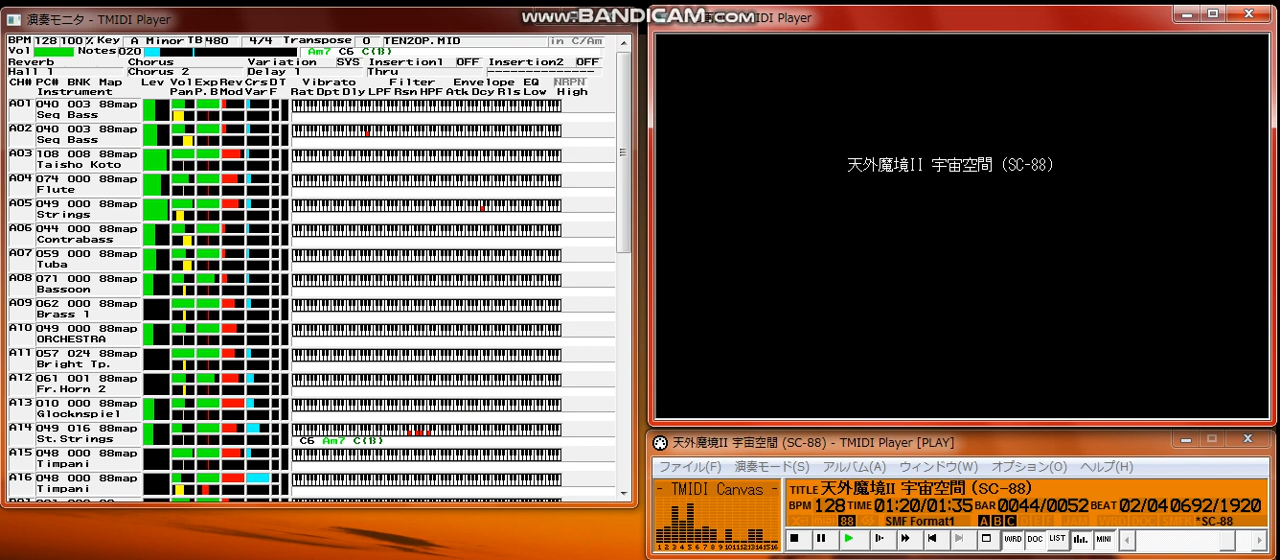 www.BANDICAM.com
演奏モニタ - TMIDI Player
BPM 128 100% Key A Minor TB 480 4/4 Transpose 0 TEN2OP.MID in C/Am
Vol Notes 020 Am7 C6 C(B)
Reverb Chorus Variation SYS Insertion1 OFF Insertion2 OFF
Hall 1 Chorus 2 Delay 1 Thru
CH# PC# BNK Map Lev Vol Exp Rev Crs DT Vibrato Filter Envelope EQ NRPN
Instrument Pan P.B Mod Var F Rat Dpt Dly LPF Rsn HPF Atk Dcy Rls Low High
A01 040 003 88map
Seq Bass
A02 040 003 88map
Seq Bass
A03 108 008 88map
Taisho Koto
A04 074 000 88map
Flute
A05 049 000 88map
Strings
A06 044 000 88map
Contrabass
A07 059 000 88map
Tuba
A08 071 000 88map
Bassoon
A09 062 000 88map
Brass 1
A10 049 000 88map
ORCHESTRA
A11 057 024 88map
Bright Tp.
A12 061 001 88map
Fr.Horn 2
A13 010 000 88map
Glocknspiel
A14 049 016 88map
St.Strings C6 Am7 C(B)
A15 048 000 88map
Timpani
A16 048 000 88map
Timpani
MIDI Player
天外魔境II 宇宙空間 (SC-88)
天外魔境II 宇宙空間 (SC-88) - TMIDI Player [PLAY]
ファイル(F) 演奏モード(S) アルバム(A) ウィンドウ(W) オプション(O) ヘルプ(H)
- TMIDI Canvas -
TITLE 天外魔境II 宇宙空間 (SC-88)
BPM 128 TIME 01:20/01:35 BAR 0044/0052 BEAT 02/04 0692/1920
88 SMF Format1 A B C *SC-88
1 2 3 4 5 6 7 8 9 10 11 12 13 14 15 16
WRD DOC LIST MINI